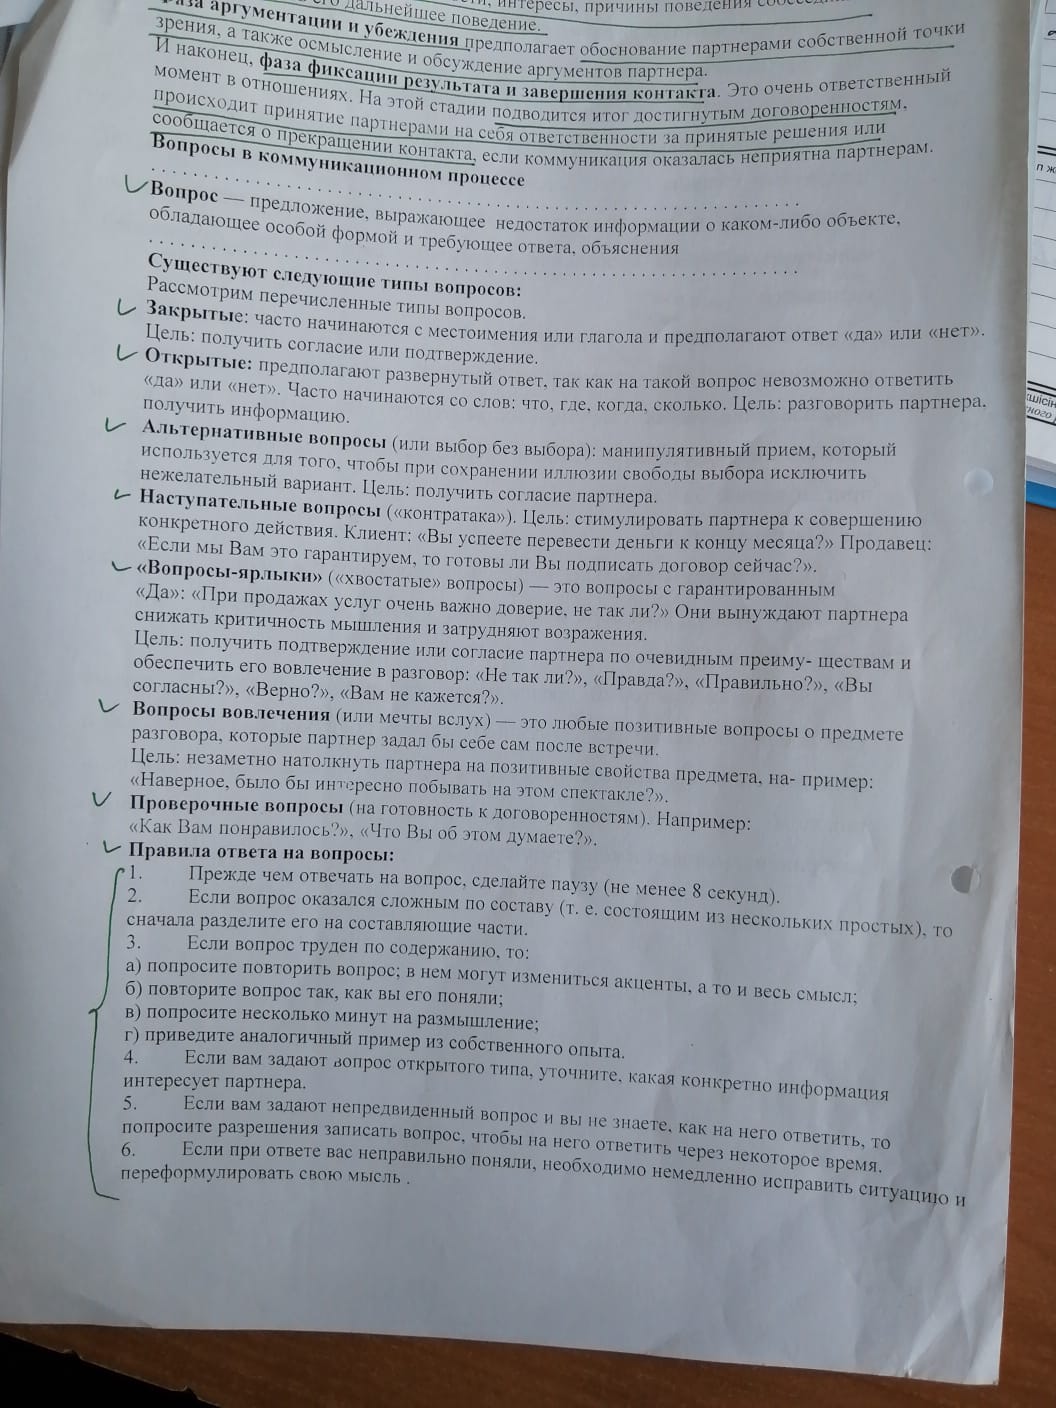 его дальнейшее поведение.
интересы, причины поведения
аргументации и убеждения предполагает обоснование партнерами собственной точки
зрения, а также осмысление и обсуждение аргументов партнера.
И наконец, фаза фиксации результата и завершения контакта. Это очень ответственный
момент в отношениях. На этой стадии подводится итог достигнутым договоренностям,
происходит принятие партнерами на себя ответственности за принятые решения или
сообщается о прекращении контакта, если коммуникация оказалась неприятна партнерам.
Вопросы в коммуникационном процессе
Вопрос — предложение, выражающее недостаток информации о каком-либо объекте,
обладающее особой формой и требующее ответа, объяснения
Существуют следующие типы вопросов:
Рассмотрим перечисленные типы вопросов.
Закрытые: часто начинаются с местоимения или глагола и предполагают ответ «да» или «нет».
Цель: получить согласие или подтверждение.
Открытые: предполагают развернутый ответ, так как на такой вопрос невозможно ответить
«да» или «нет». Часто начинаются со слов: что, где, когда, сколько. Цель: разговорить партнера,
получить информацию.
Альтернативные вопросы (или выбор без выбора): манипулятивный прием, который
используется для того, чтобы при сохранении иллюзии свободы выбора исключить
нежелательный вариант. Цель: получить согласие партнера.
Наступательные вопросы («контратака»). Цель: стимулировать партнера к совершению
конкретного действия. Клиент: «Вы успеете перевести деньги к концу месяца?» Продавец:
«Если мы Вам это гарантируем, то готовы ли Вы подписать договор сейчас?».
«Вопросы-ярлыки» («хвостатые» вопросы) — это вопросы с гарантированным
«Да»: «При продажах услуг очень важно доверие, не так ли?» Они вынуждают партнера
снижать критичность мышления и затрудняют возражения.
Цель: получить подтверждение или согласие партнера по очевидным преиму- ществам и
обеспечить его вовлечение в разговор: «Не так ли?», «Правда?», «Правильно?», «Вы
согласны?», «Верно?», «Вам не кажется?».
Вопросы вовлечения (или мечты вслух) — это любые позитивные вопросы о предмете
разговора, которые партнер задал бы себе сам после встречи.
Цель: незаметно натолкнуть партнера на позитивные свойства предмета, на- пример:
«Наверное, было бы интересно побывать на этом спектакле?».
Проверочные вопросы (на готовность к договоренностям). Например:
«Как Вам понравилось?», «Что Вы об этом думаете?».
Правила ответа на вопросы:
1. Прежде чем отвечать на вопрос, сделайте паузу (не менее 8 секунд).
2. Если вопрос оказался сложным по составу (т. е. состоящим из нескольких простых), то
сначала разделите его на составляющие части.
3. Если вопрос труден по содержанию, то:
а) попросите повторить вопрос; в нем могут измениться акценты, а то и весь смысл;
б) повторите вопрос так, как вы его поняли;
в) попросите несколько минут на размышление;
г) приведите аналогичный пример из собственного опыта.
4. Если вам задают вопрос открытого типа, уточните, какая конкретно информация
интересует партнера.
5. Если вам задают непредвиденный вопрос и вы не знаете, как на него ответить, то
попросите разрешения записать вопрос, чтобы на него ответить через некоторое время.
6. Если при ответе вас неправильно поняли, необходимо немедленно исправить ситуацию и
переформулировать свою мысль .